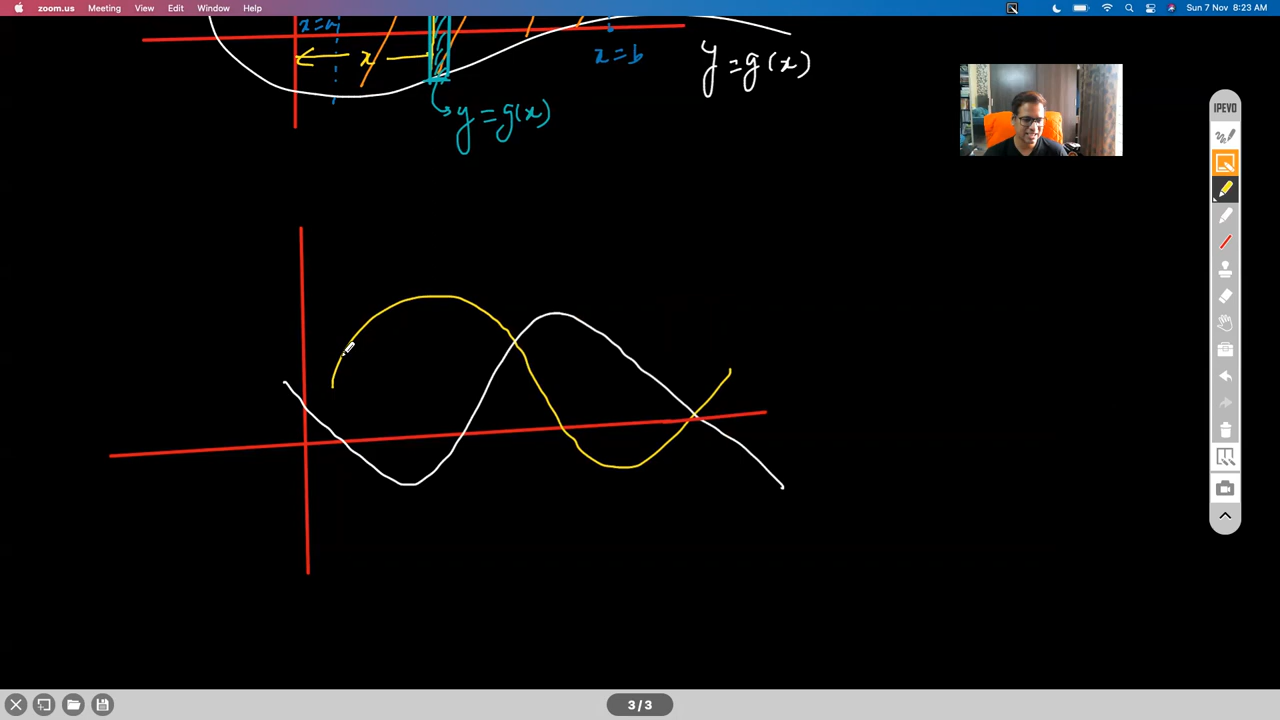 zoom.us Meeting View Edit Window Help Sun 7 Nov 8:23 AM
x=a
x
x=b
y=g(x)
y=g(x)
IPEVO
3/3